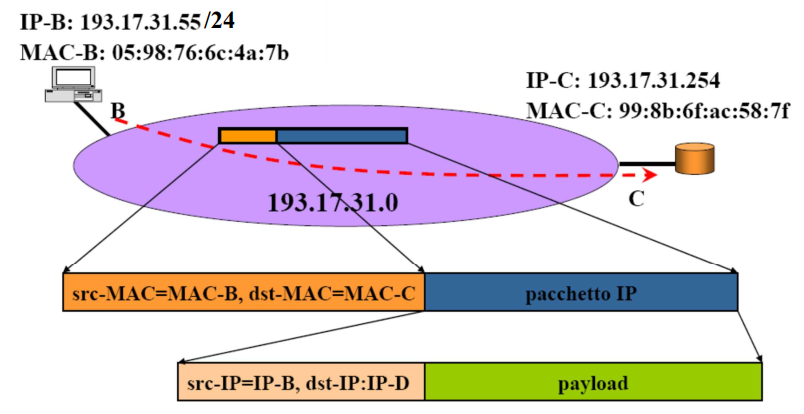 IP-B: 193.17.31.55/24
MAC-B: 05:98:76:6c:4a:7b
IP-C: 193.17.31.254
MAC-C: 99:8b:6f:ac:58:7f
B
C
193.17.31.0
src-MAC=MAC-B, dst-MAC=MAC-C
pacchetto IP
src-IP=IP-B, dst-IP:IP-D
payload